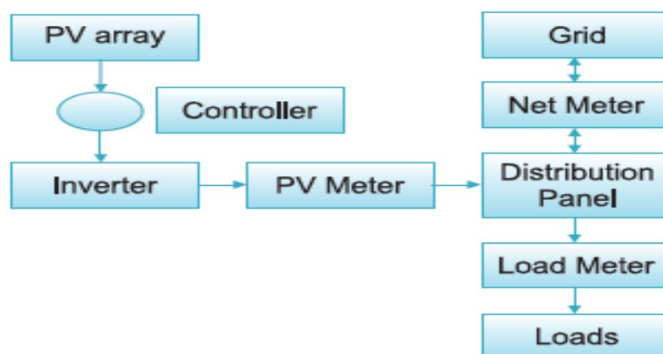 PV array
Controller
Inverter
PV Meter
Grid
Net Meter
Distribution
Panel
Load Meter
Loads